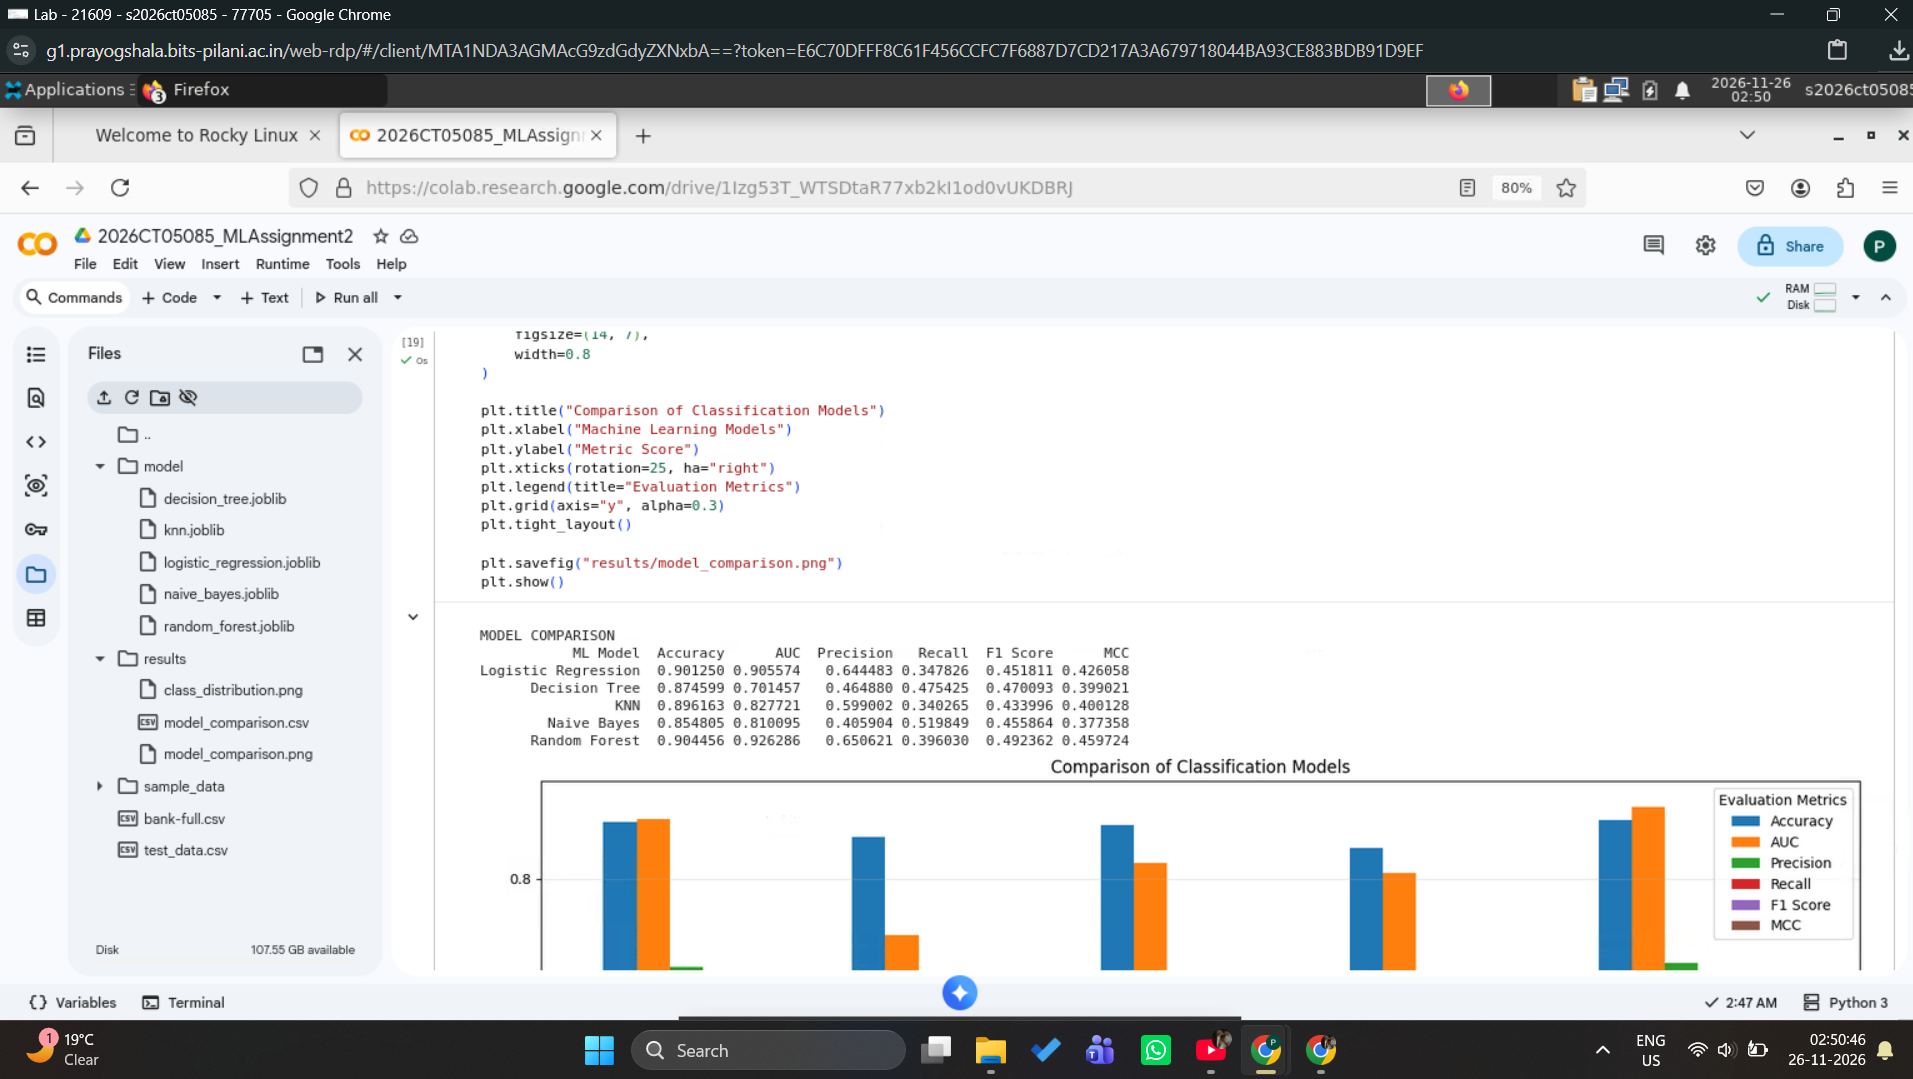 Lab - 21609 - s2026ct05085 - 77705 - Google Chrome
g1.prayogshala.bits-pilani.ac.in/web-rdp/#/client/MTA1NDA3AGMAcG9zdGdyZXNxbA==?token=E6C70DFFF8C61F456CCFC7F6887D7CD217A3A679718044BA93CE883BDB91D9EF
Applications
3
Firefox
2026-11-26
02:50
s2026ct05085
Welcome to Rocky Linux
2026CT05085_MLAssignn
https://colab.research.google.com/drive/1Izg53T_WTSDtaR77xb2kI1od0vUKDBRJ
80%
2026CT05085_MLAssignment2
File Edit View Insert Runtime Tools Help
Share
P
Commands + Code + Text Run all
RAM
Disk
Files
..
model
decision_tree.joblib
knn.joblib
logistic_regression.joblib
naive_bayes.joblib
random_forest.joblib
results
class_distribution.png
CSV model_comparison.csv
model_comparison.png
sample_data
CSV bank-full.csv
CSV test_data.csv
Disk 107.55 GB available
[19]
0s
figsize=(14, 7),
width=0.8
)
plt.title("Comparison of Classification Models")
plt.xlabel("Machine Learning Models")
plt.ylabel("Metric Score")
plt.xticks(rotation=25, ha="right")
plt.legend(title="Evaluation Metrics")
plt.grid(axis="y", alpha=0.3)
plt.tight_layout()
plt.savefig("results/model_comparison.png")
plt.show()
MODEL COMPARISON
ML Model Accuracy AUC Precision Recall F1 Score MCC
Logistic Regression 0.901250 0.905574 0.644483 0.347826 0.451811 0.426058
Decision Tree 0.874599 0.701457 0.464880 0.475425 0.470093 0.399021
KNN 0.896163 0.827721 0.599002 0.340265 0.433996 0.400128
Naive Bayes 0.854805 0.810095 0.405904 0.519849 0.455864 0.377358
Random Forest 0.904456 0.926286 0.650621 0.396030 0.492362 0.459724
Comparison of Classification Models
0.8
Evaluation Metrics
Accuracy
AUC
Precision
Recall
F1 Score
MCC
Variables
Terminal
2:47 AM
Python 3
1
19°C
Clear
Search
ENG
US
02:50:46
26-11-2026